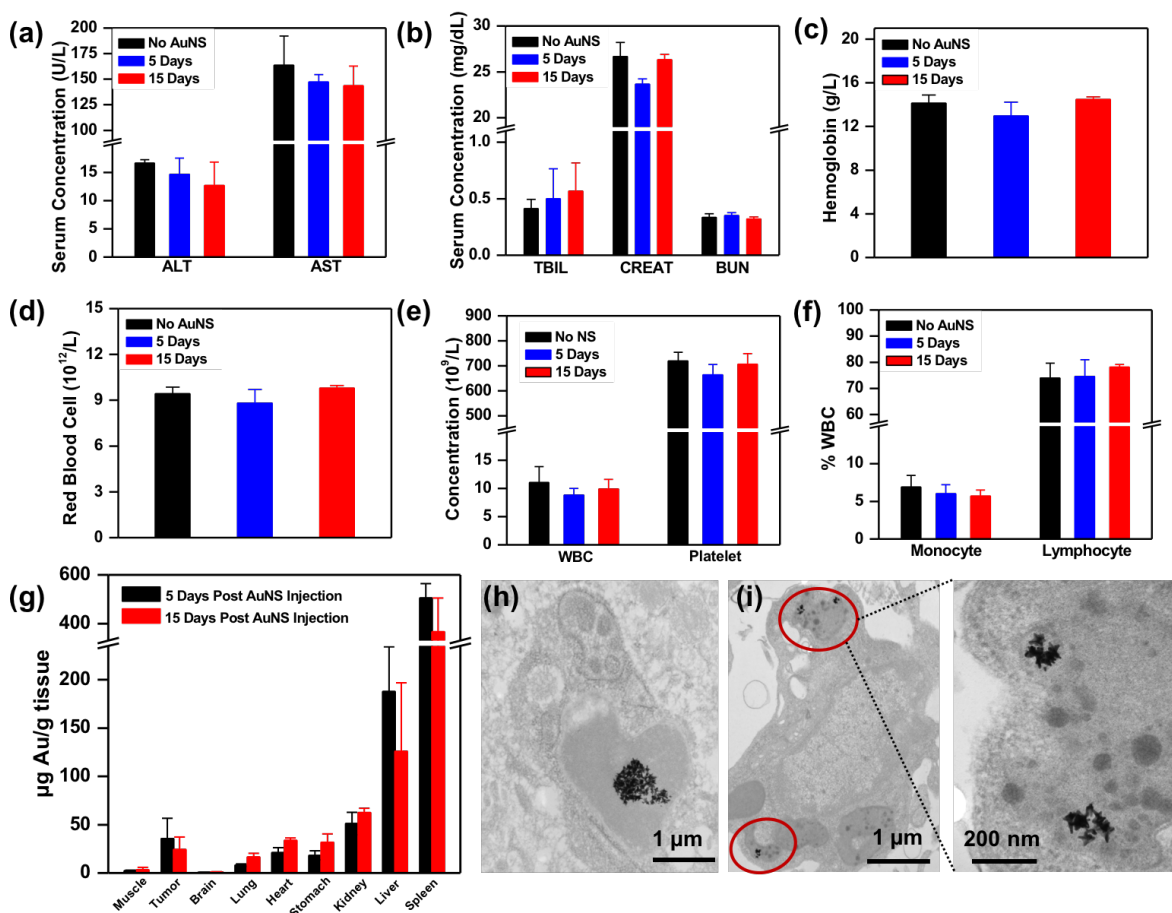 (a)
No AuNS
5 Days
15 Days
Serum Concentration (U/L)
200
175
150
125
100
15
10
5
0
ALT
AST
(b)
No AuNS
5 Days
15 Days
Serum Concentration (mg/dL)
30
25
20
1.0
0.5
0.0
TBIL
CREAT
BUN
(c)
No AuNS
5 Days
15 Days
Hemoglobin (g/L)
20
16
12
8
4
0
(d)
No AuNS
5 Days
15 Days
Red Blood Cell (10¹²/L)
12
9
6
3
0
(e)
No NS
5 Days
15 Days
Concentration (10⁹/L)
900
800
700
600
500
400
15
10
5
0
WBC
Platelet
(f)
No AuNS
5 Days
15 Days
% WBC
100
90
80
70
60
10
5
0
Monocyte
Lymphocyte
(g)
5 Days Post AuNS Injection
15 Days Post AuNS Injection
µg Au/g tissue
600
400
200
150
100
50
0
Muscle
Tumor
Brain
Lung
Heart
Stomach
Kidney
Liver
Spleen
(h)
1 µm
(i)
1 µm
200 nm